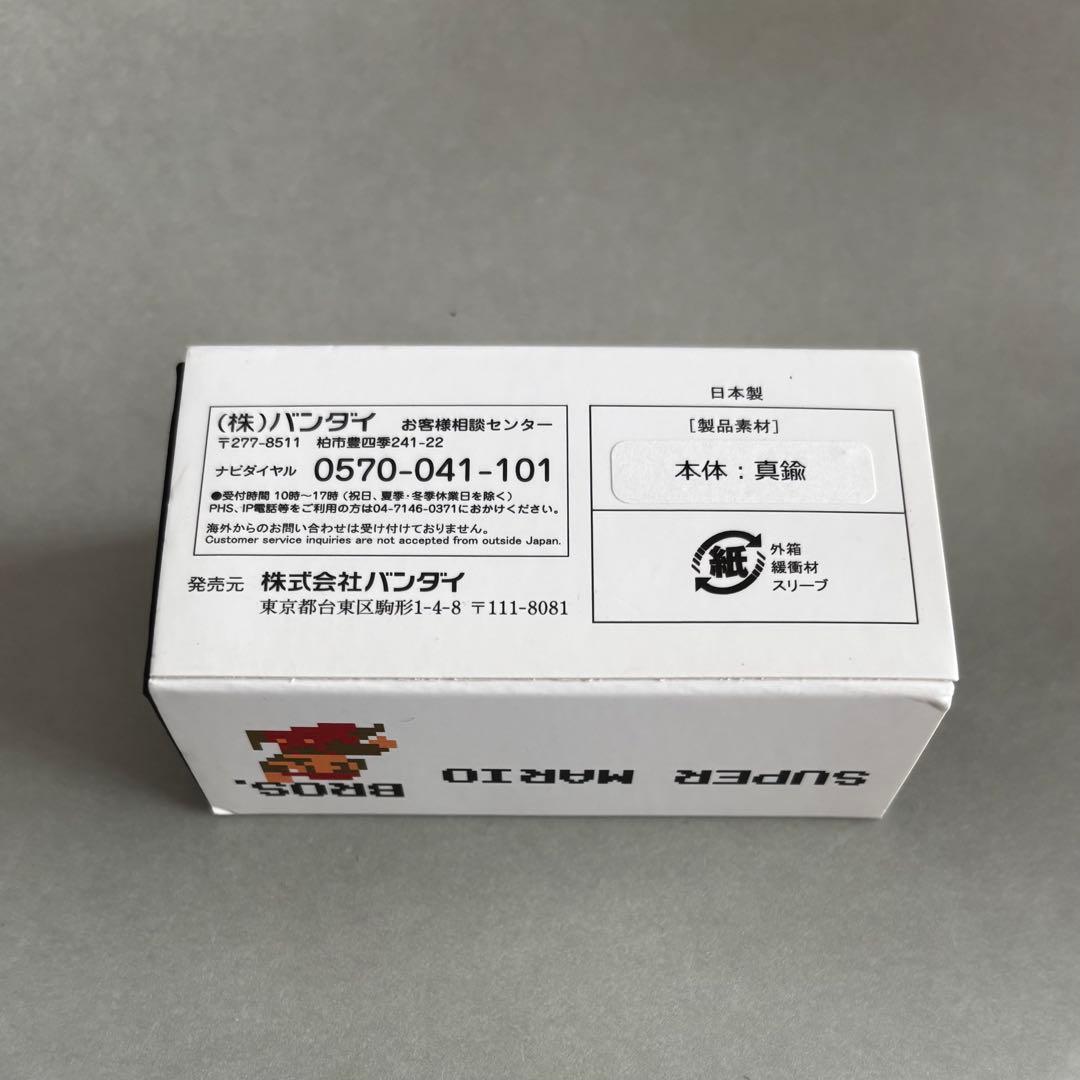 (株)バンダイ お客様相談センター
〒277-8511 柏市豊四季241-22
ナビダイヤル 0570-041-101
●受付時間 10時～17時(祝日、夏季・冬季休業日を除く)
PHS、IP電話等をご利用の方は04-7146-0371におかけください。
海外からのお問い合わせは受け付けておりません。
Customer service inquiries are not accepted from outside Japan.
発売元 株式会社バンダイ
東京都台東区駒形1-4-8 〒111-8081
日本製
[製品素材]
本体：真鍮
紙
外箱
緩衝材
スリーブ
SUPER MARIO
BROS.